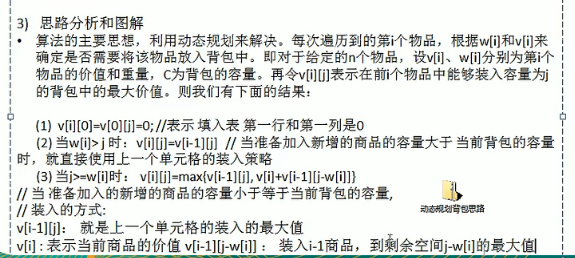 3) 思路分析和图解
• 算法的主要思想，利用动态规划来解决。每次遍历到的第i个物品，根据w[i]和v[i]来
确定是否需要将该物品放入背包中。即对于给定的n个物品，设v[i]、w[i]分别为第i个
物品的价值和重量，C为背包的容量。再令v[i][j]表示在前i个物品中能够装入容量为j
的背包中的最大价值。则我们有下面的结果：
(1) v[i][0]=v[0][j]=0; //表示 填入表 第一行和第一列是0
(2) 当w[i]> j 时：v[i][j]=v[i-1][j] // 当准备加入新增的商品的容量大于 当前背包的容量
时，就直接使用上一个单元格的装入策略
(3) 当j>=w[i]时： v[i][j]=max{v[i-1][j], v[i]+v[i-1][j-w[i]]}
// 当 准备加入的新增的商品的容量小于等于当前背包的容量,
// 装入的方式:
v[i-1][j]： 就是上一个单元格的装入的最大值
v[i] : 表示当前商品的价值 v[i-1][j-w[i]] ： 装入i-1商品，到剩余空间j-w[i]的最大值
动态规划背包思路